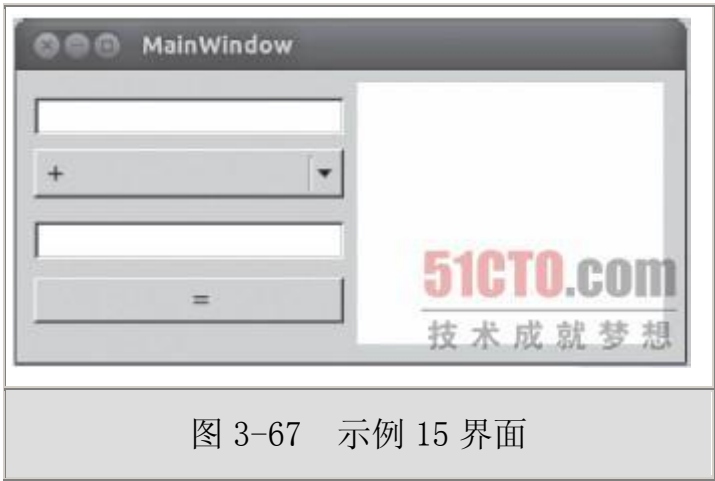 MainWindow
+
=
51CTO.com
技术成就梦想
图 3-67 示例 15 界面